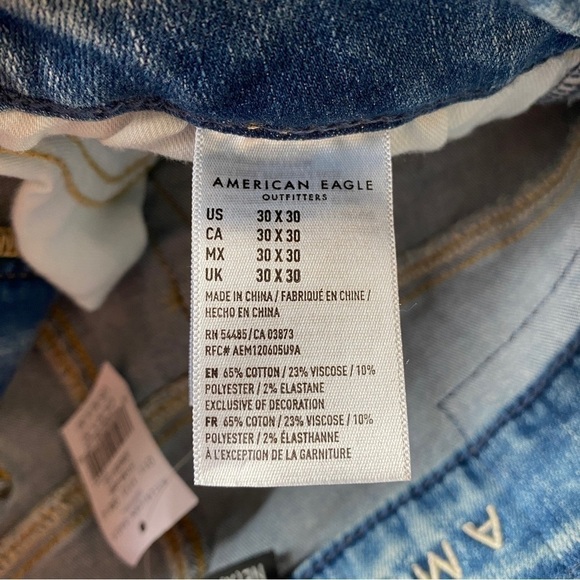 AMERICAN EAGLE
OUTFITTERS
US 30 X 30
CA 30 X 30
MX 30 X 30
UK 30 X 30
MADE IN CHINA / FABRIQUÉ EN CHINE /
HECHO EN CHINA
RN 54485 / CA 03873
RFC# AEM120605U9A
EN 65% COTTON / 23% VISCOSE / 10%
POLYESTER / 2% ELASTANE
EXCLUSIVE OF DECORATION
FR 65% COTON / 23% VISCOSE / 10%
POLYESTER / 2% ÉLASTHANNE
À L'EXCEPTION DE LA GARNITURE
A M